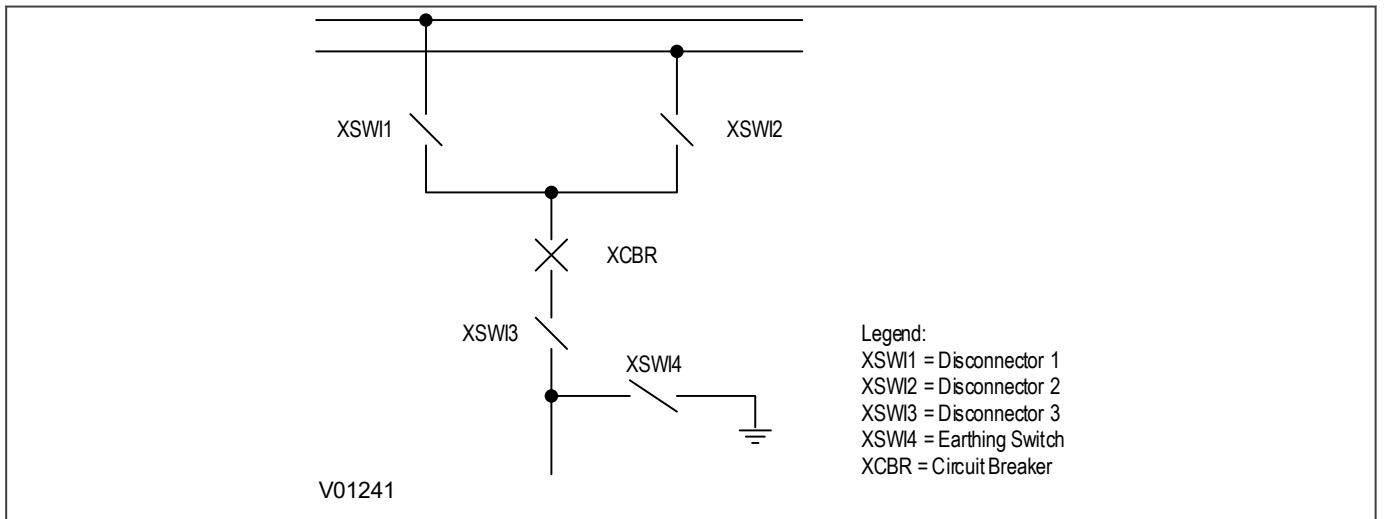 XSWI1
XSWI2
XCBR
XSWI3
XSWI4
Legend:
XSWI1 = Disconnector 1
XSWI2 = Disconnector 2
XSWI3 = Disconnector 3
XSWI4 = Earthing Switch
XCBR = Circuit Breaker
V01241